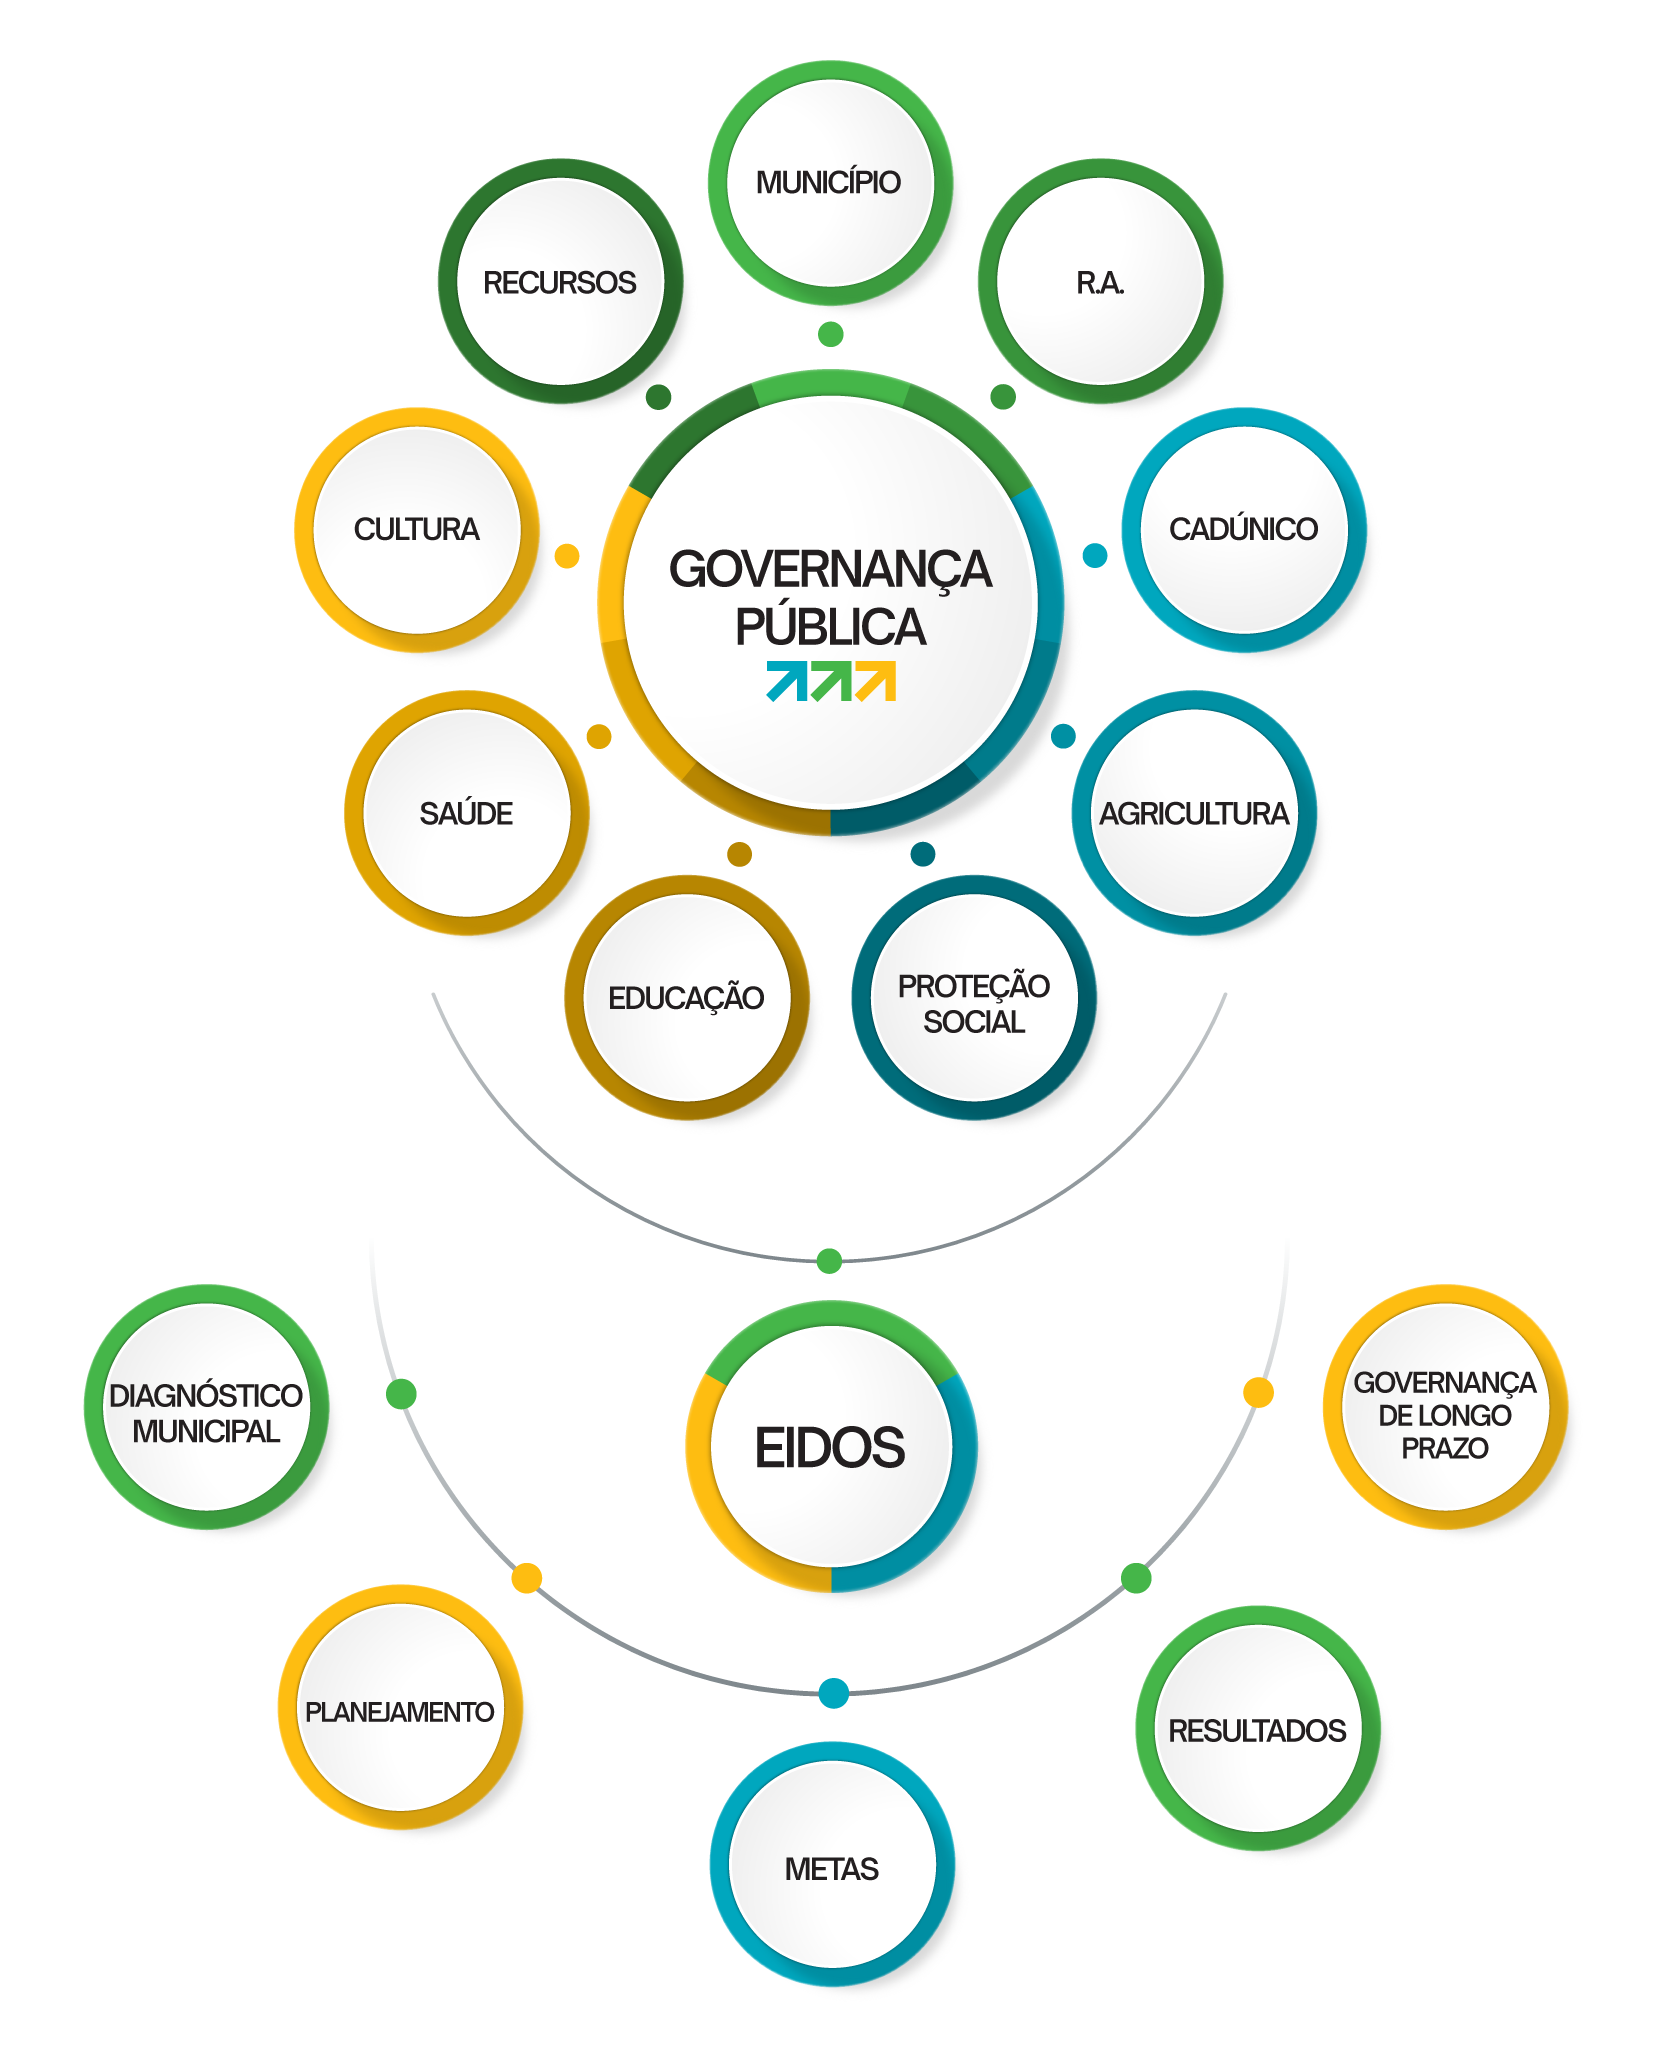 MUNICÍPIO
RECURSOS
R.A.
CULTURA
CADÚNICO
GOVERNANÇA
PÚBLICA
SAÚDE
AGRICULTURA
EDUCAÇÃO
PROTEÇÃO
SOCIAL
DIAGNÓSTICO
MUNICIPAL
EIDOS
GOVERNANÇA
DE LONGO
PRAZO
PLANEJAMENTO
RESULTADOS
METAS